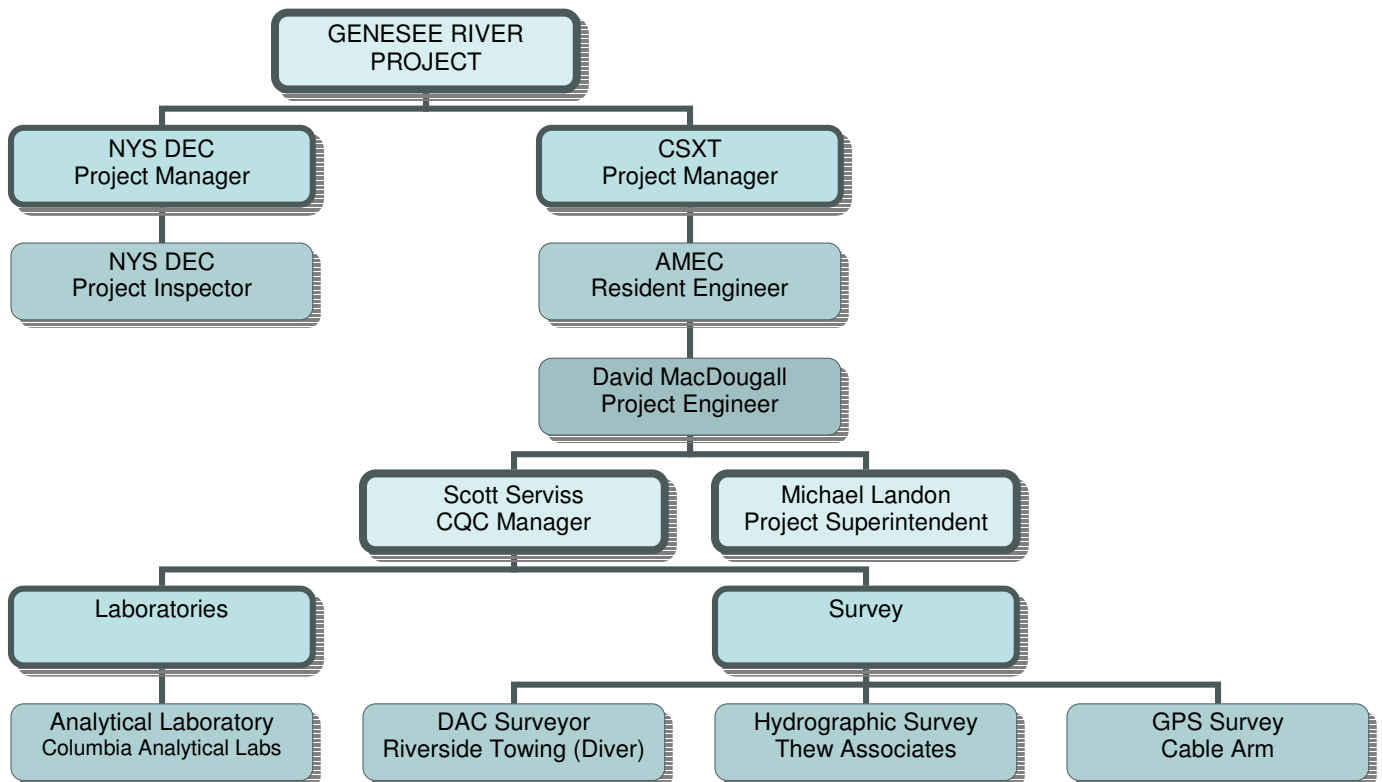 GENESEE RIVER
PROJECT
NYS DEC
Project Manager
CSXT
Project Manager
NYS DEC
Project Inspector
AMEC
Resident Engineer
David MacDougall
Project Engineer
Scott Serviss
CQC Manager
Michael Landon
Project Superintendent
Laboratories
Survey
Analytical Laboratory
Columbia Analytical Labs
DAC Surveyor
Riverside Towing (Diver)
Hydrographic Survey
Thew Associates
GPS Survey
Cable Arm